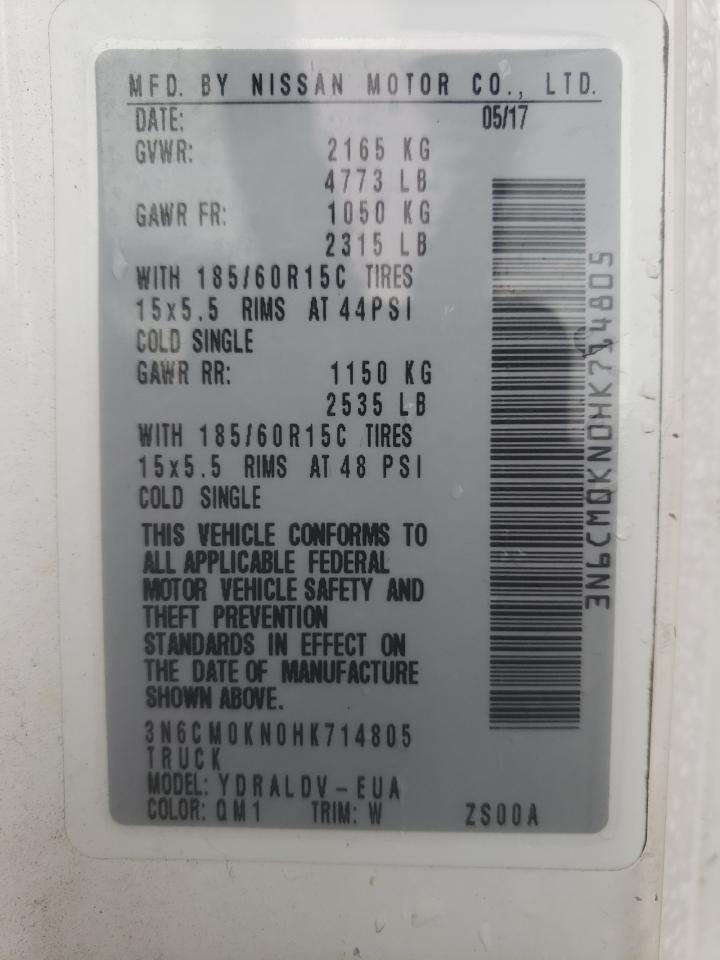 MFD. BY NISSAN MOTOR CO., LTD.
DATE: 05/17
GVWR: 2165 KG
4773 LB
GAWR FR: 1050 KG
2315 LB
WITH 185/60R15C TIRES
15x5.5 RIMS AT 44PSI
COLD SINGLE
GAWR RR: 1150 KG
2535 LB
WITH 185/60R15C TIRES
15x5.5 RIMS AT 48 PSI
COLD SINGLE
THIS VEHICLE CONFORMS TO
ALL APPLICABLE FEDERAL
MOTOR VEHICLE SAFETY AND
THEFT PREVENTION
STANDARDS IN EFFECT ON
THE DATE OF MANUFACTURE
SHOWN ABOVE.
3N6CM0KN0HK714805
TRUCK
MODEL: YDRALDV-EUA
COLOR: QM1 TRIM: W ZS00A
3N6CM0KN0HK714805